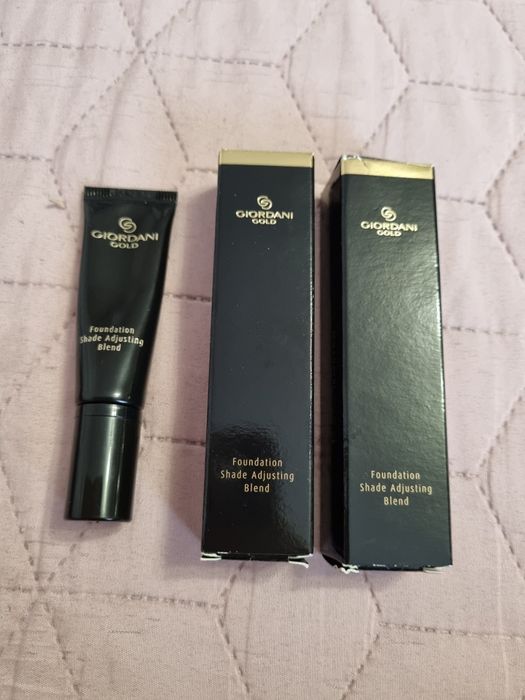 GIORDANI
GOLD
Foundation
Shade Adjusting
Blend
GIORDANI
GOLD
Foundation
Shade Adjusting
Blend
GIORDANI
GOLD
Foundation
Shade Adjusting
Blend